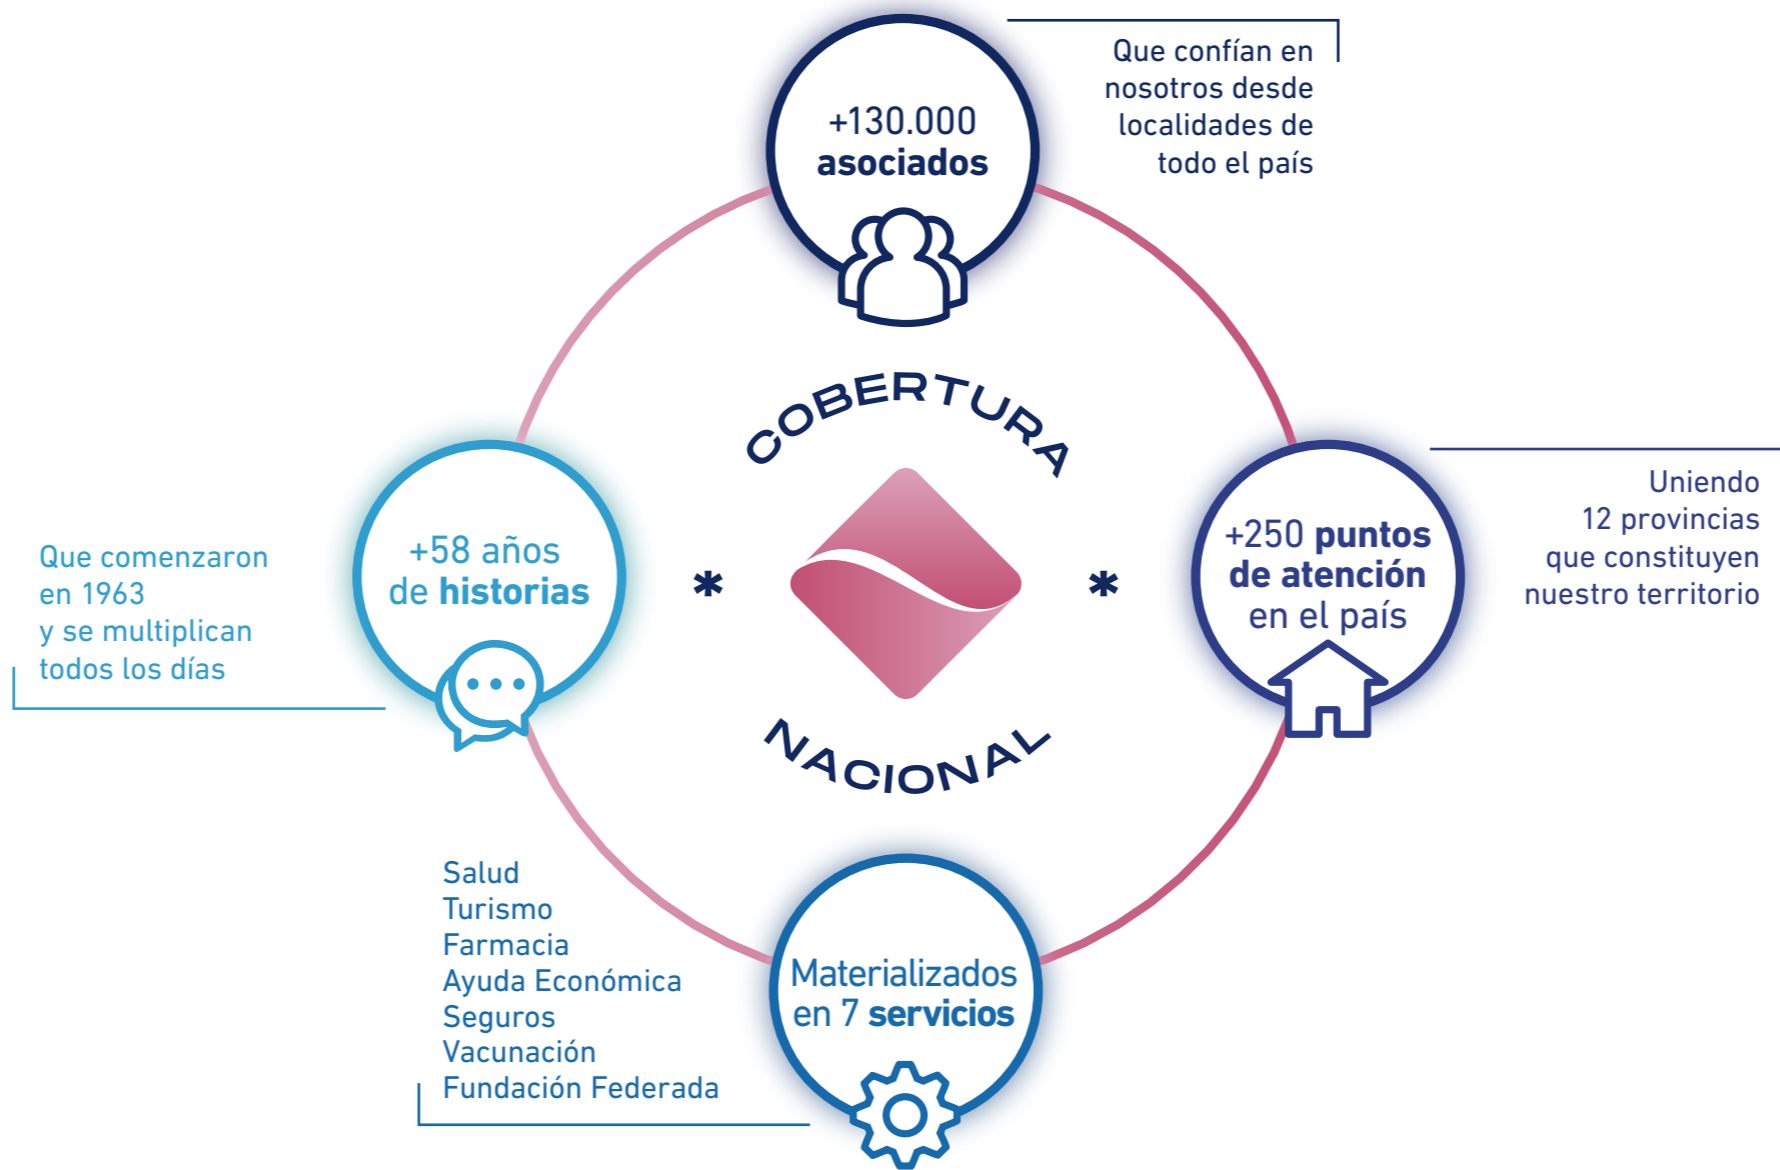 +130.000
asociados
Que confían en
nosotros desde
localidades de
todo el país
COBERTURA
* *
NACIONAL
+250 puntos
de atención
en el país
Uniendo
12 provincias
que constituyen
nuestro territorio
Materializados
en 7 servicios
Salud
Turismo
Farmacia
Ayuda Económica
Seguros
Vacunación
Fundación Federada
+58 años
de historias
Que comenzaron
en 1963
y se multiplican
todos los días